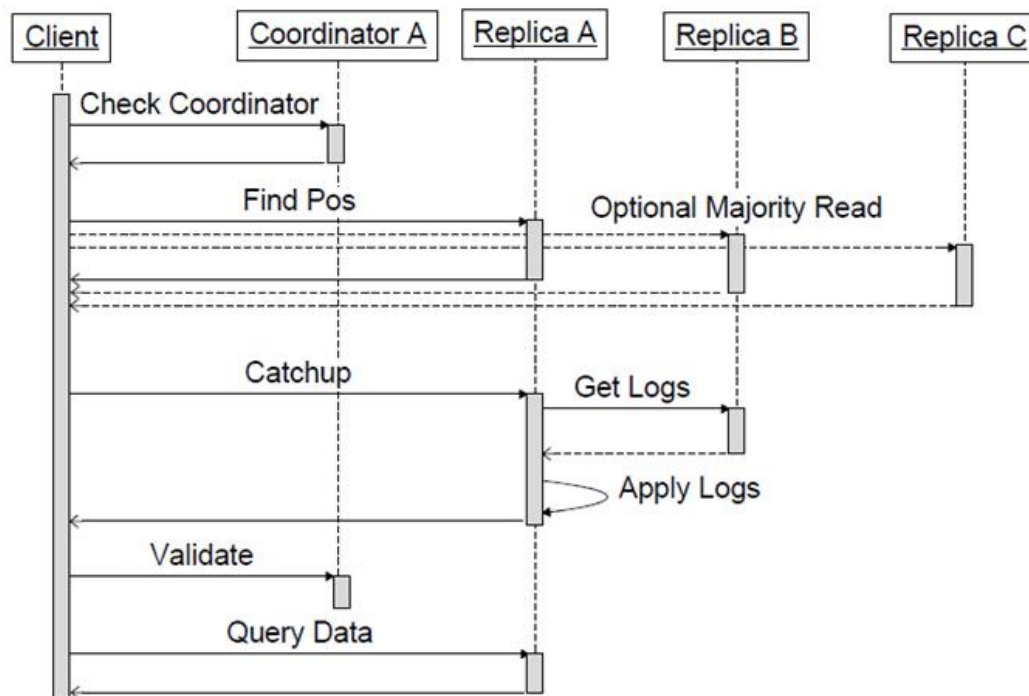 Client
Coordinator A
Replica A
Replica B
Replica C
Check Coordinator
Find Pos
Optional Majority Read
Catchup
Get Logs
Apply Logs
Validate
Query Data